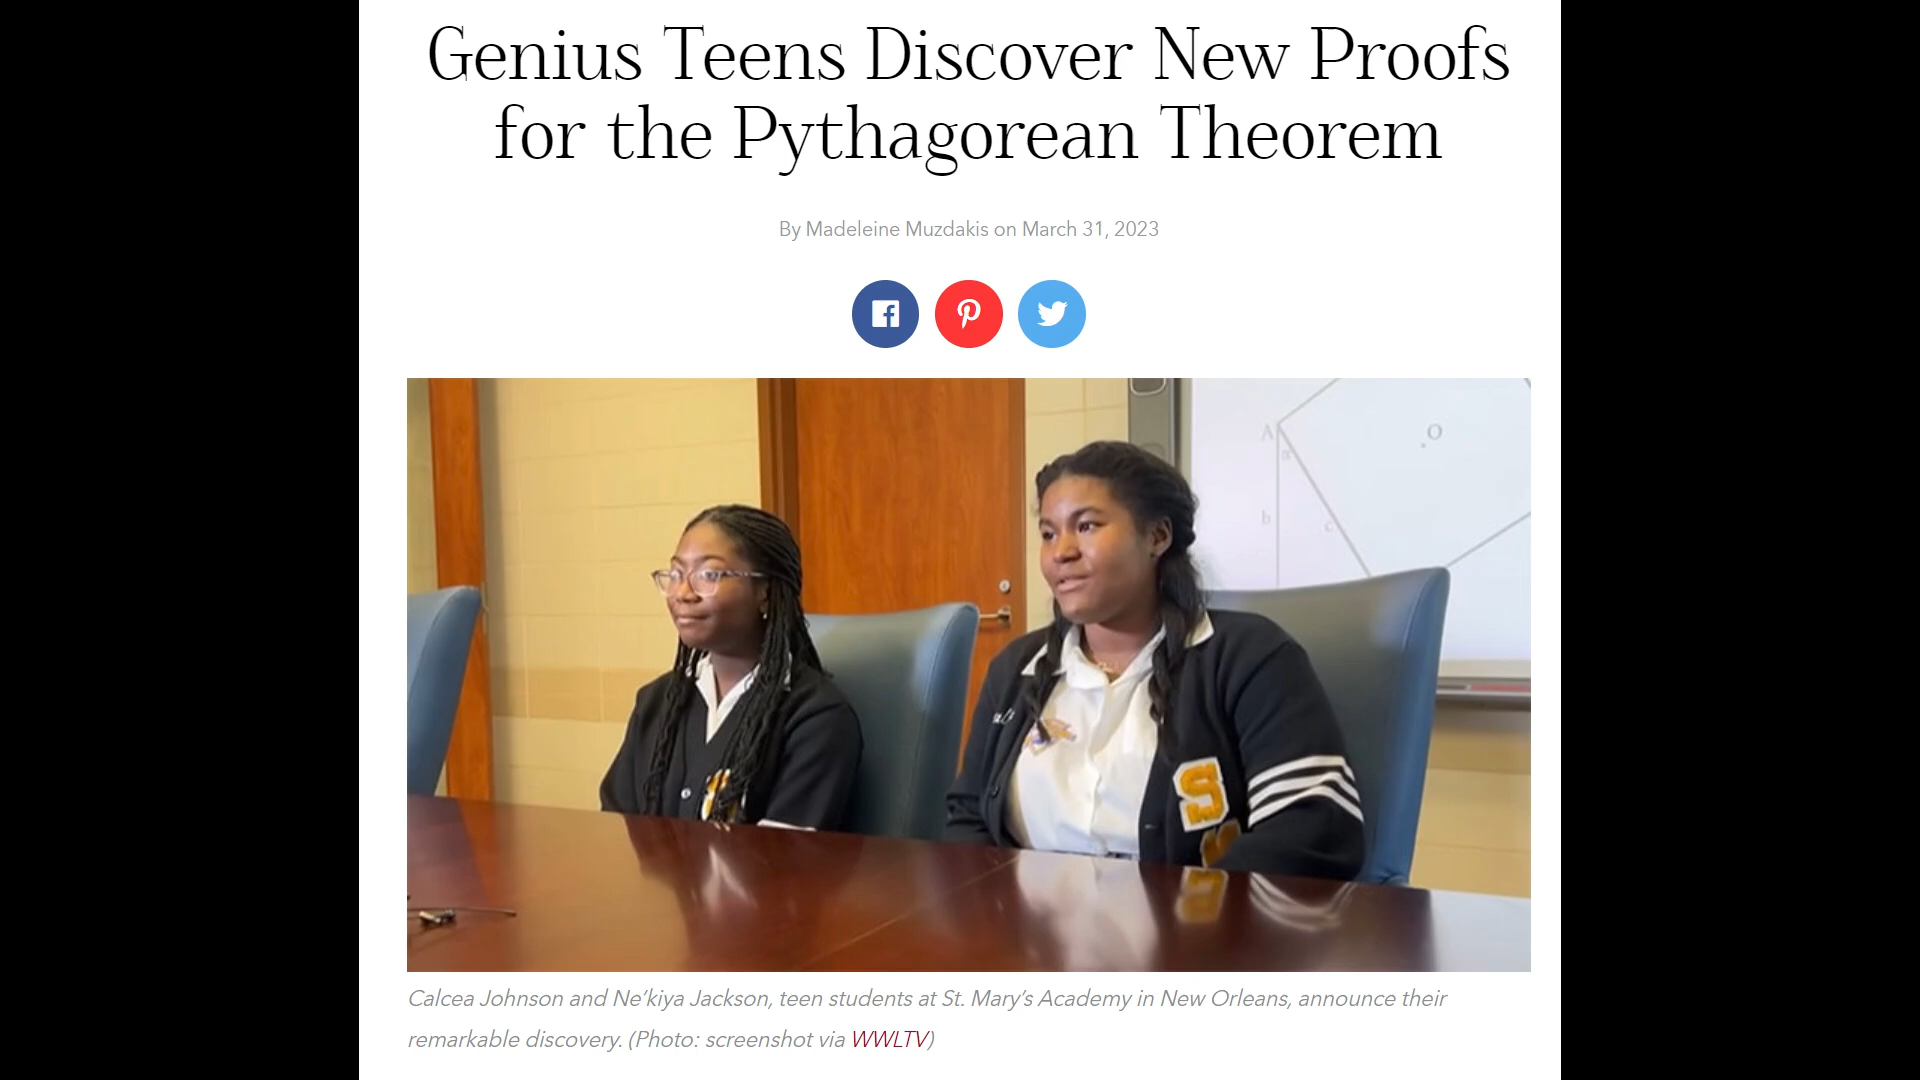 Genius Teens Discover New Proofs
for the Pythagorean Theorem
By Madeleine Muzdakis on March 31, 2023
A
O
α
b
c
S
Calcea Johnson and Ne’kiya Jackson, teen students at St. Mary’s Academy in New Orleans, announce their
remarkable discovery. (Photo: screenshot via WWLTV)